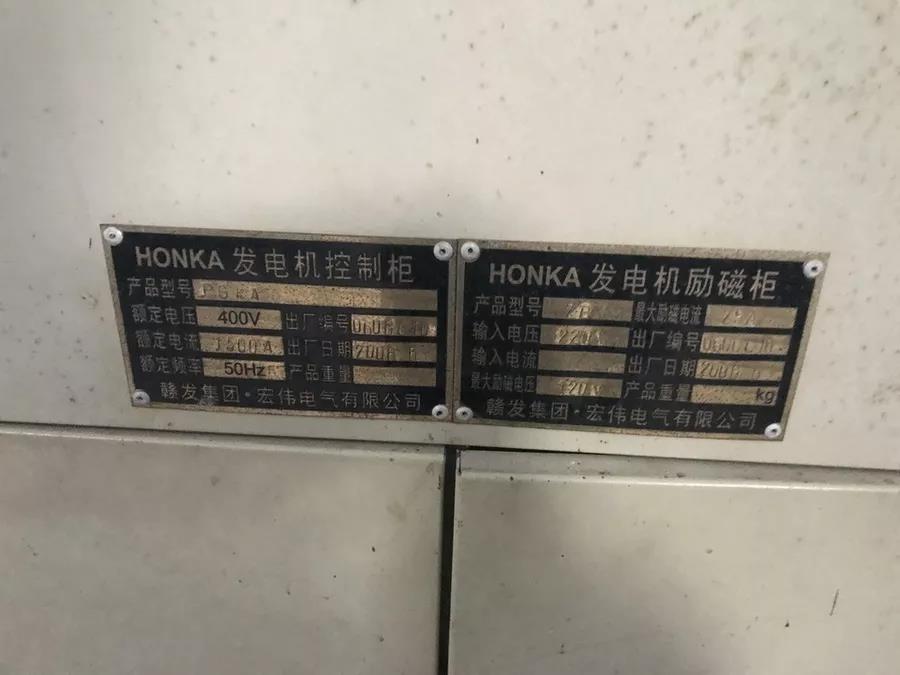 HONKA 发电机控制柜
产品型号 PGKA
额定电压 400V 出厂编号
额定电流 1500A 出厂日期
额定频率 50Hz 产品重量
赣发集团·宏伟电气有限公司
HONKA 发电机励磁柜
产品型号 最大励磁电流
输入电压 220V 出厂编号
输入电流 出厂日期
最大励磁电压 产品重量 kg
赣发集团·宏伟电气有限公司